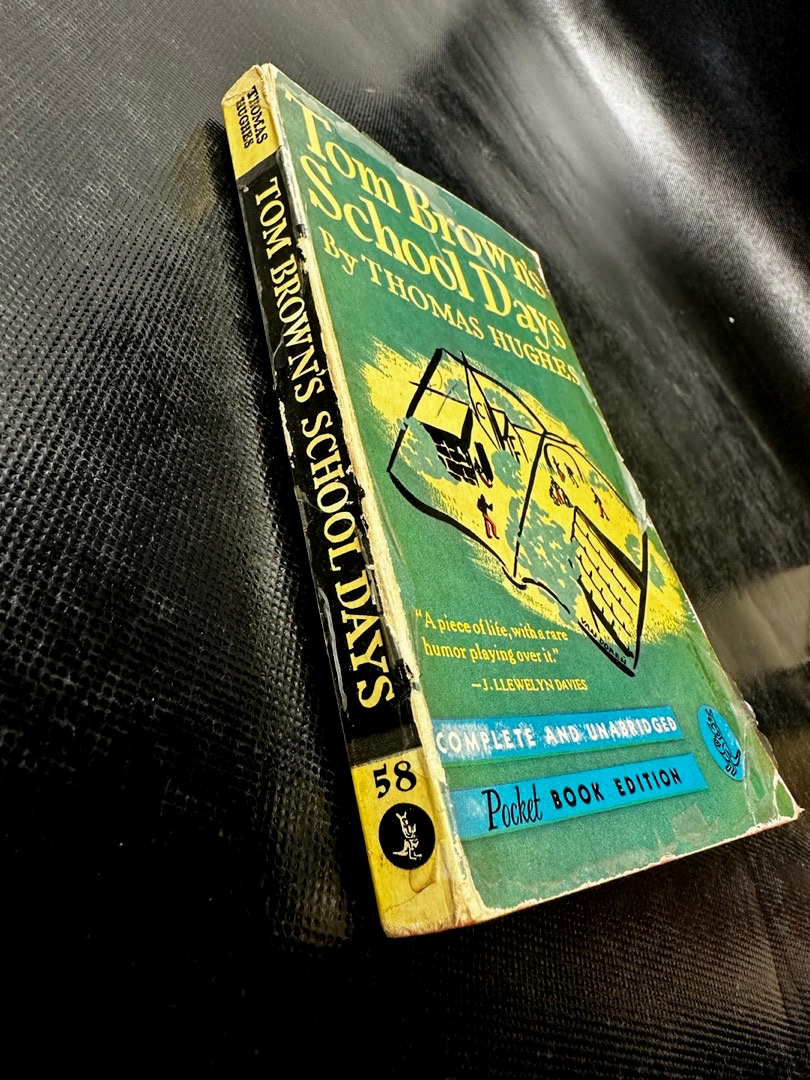 THOMAS
HUGHES
TOM BROWN'S SCHOOL DAYS
58
Tom Brown's
School Days
By THOMAS HUGHES
"A piece of life, with a rare
humor playing over it."
—J. LLEWELYN DAVIES
COMPLETE AND UNABRIDGED
Pocket BOOK EDITION